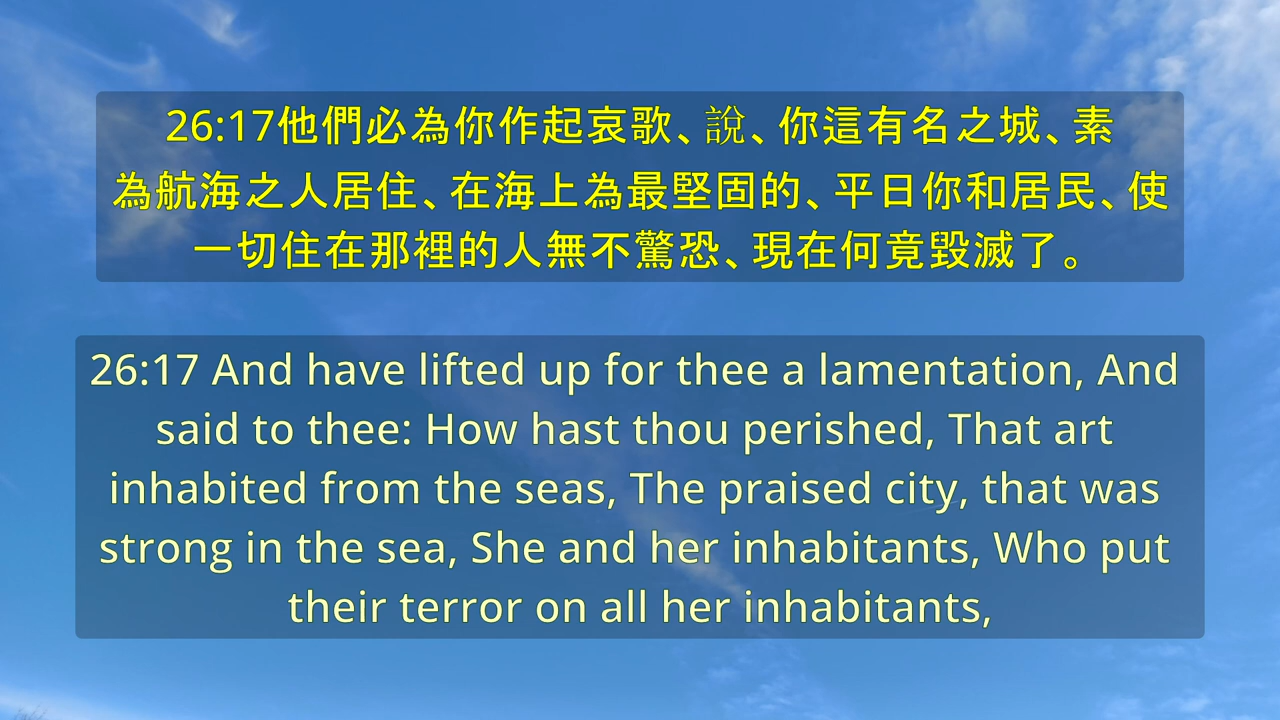 26:17他們必為你作起哀歌、說、你這有名之城、素
為航海之人居住、在海上為最堅固的、平日你和居民、使
一切住在那裡的人無不驚恐、現在何竟毀滅了。
26:17 And have lifted up for thee a lamentation, And
said to thee: How hast thou perished, That art
inhabited from the seas, The praised city, that was
strong in the sea, She and her inhabitants, Who put
their terror on all her inhabitants,